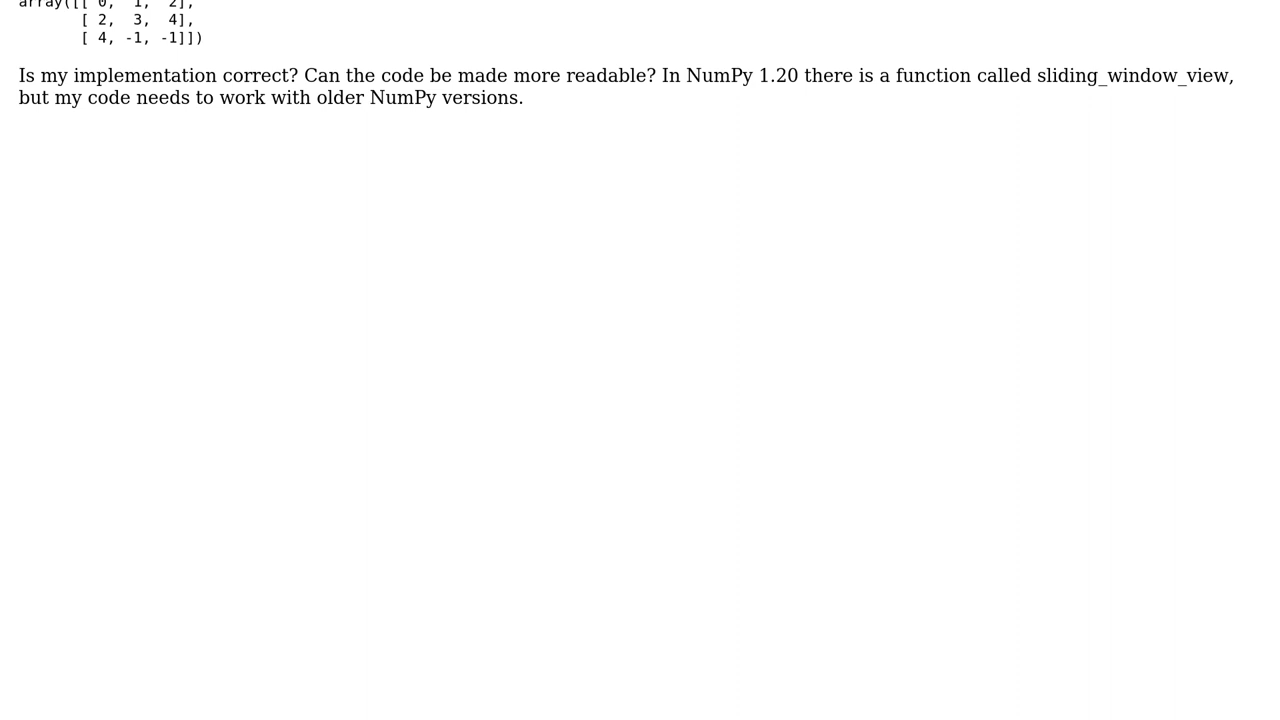 array([[ 0,  1,  2],
       [ 2,  3,  4],
       [ 4, -1, -1]])
Is my implementation correct? Can the code be made more readable? In NumPy 1.20 there is a function called sliding_window_view,
but my code needs to work with older NumPy versions.